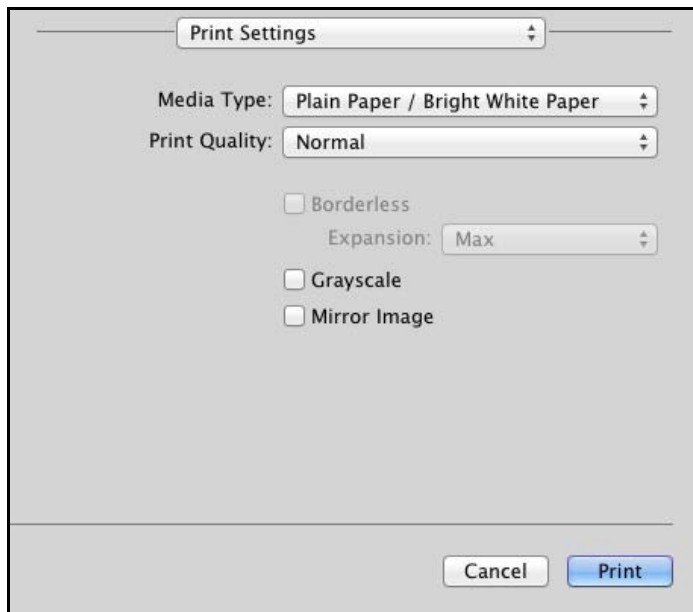 Print Settings
Media Type: Plain Paper / Bright White Paper
Print Quality: Normal
Borderless
Expansion: Max
Grayscale
Mirror Image
Cancel Print